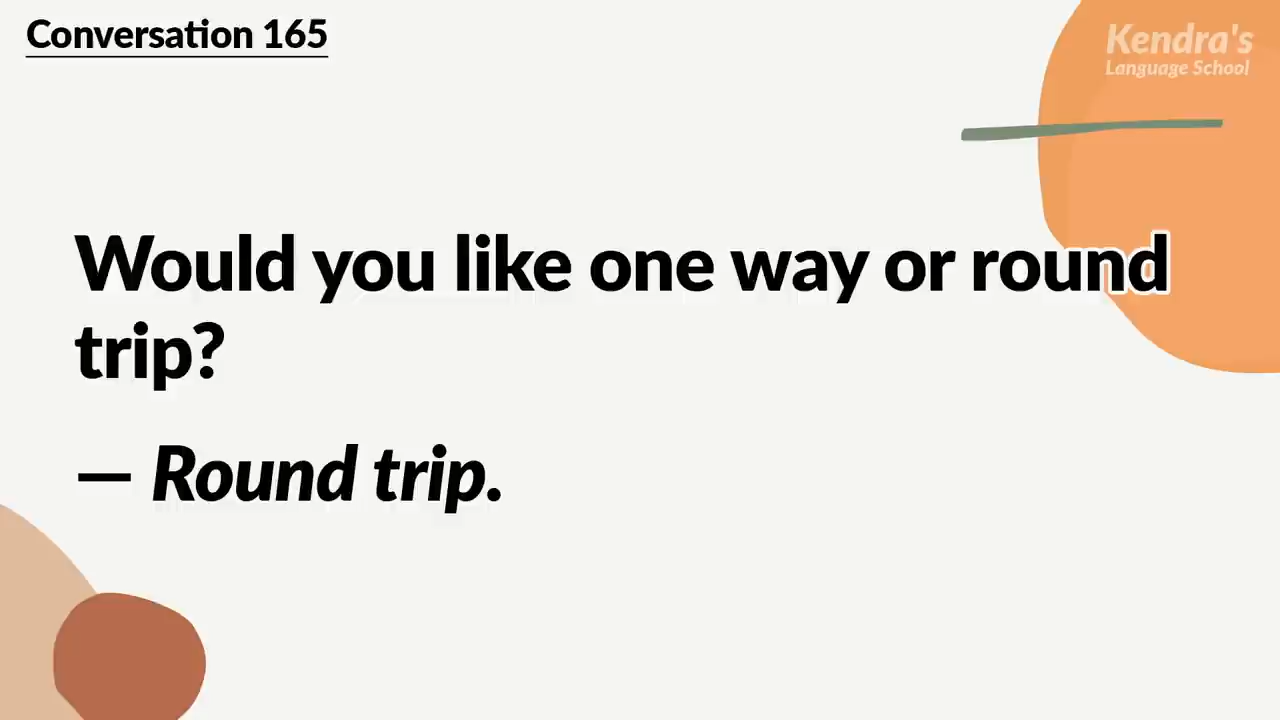 Conversation 165
Kendra's
Language School
Would you like one way or round
trip?
— Round trip.